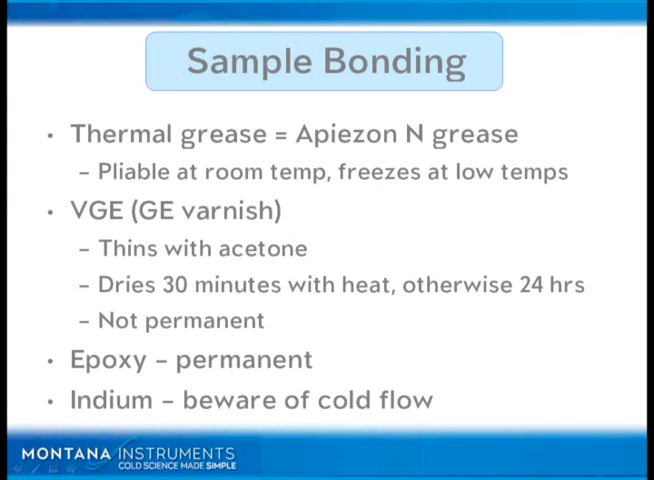 Sample Bonding
• Thermal grease = Apiezon N grease
– Pliable at room temp, freezes at low temps
• VGE (GE varnish)
– Thins with acetone
– Dries 30 minutes with heat, otherwise 24 hrs
– Not permanent
• Epoxy – permanent
• Indium – beware of cold flow
MONTANA INSTRUMENTS
COLD SCIENCE MADE SIMPLE